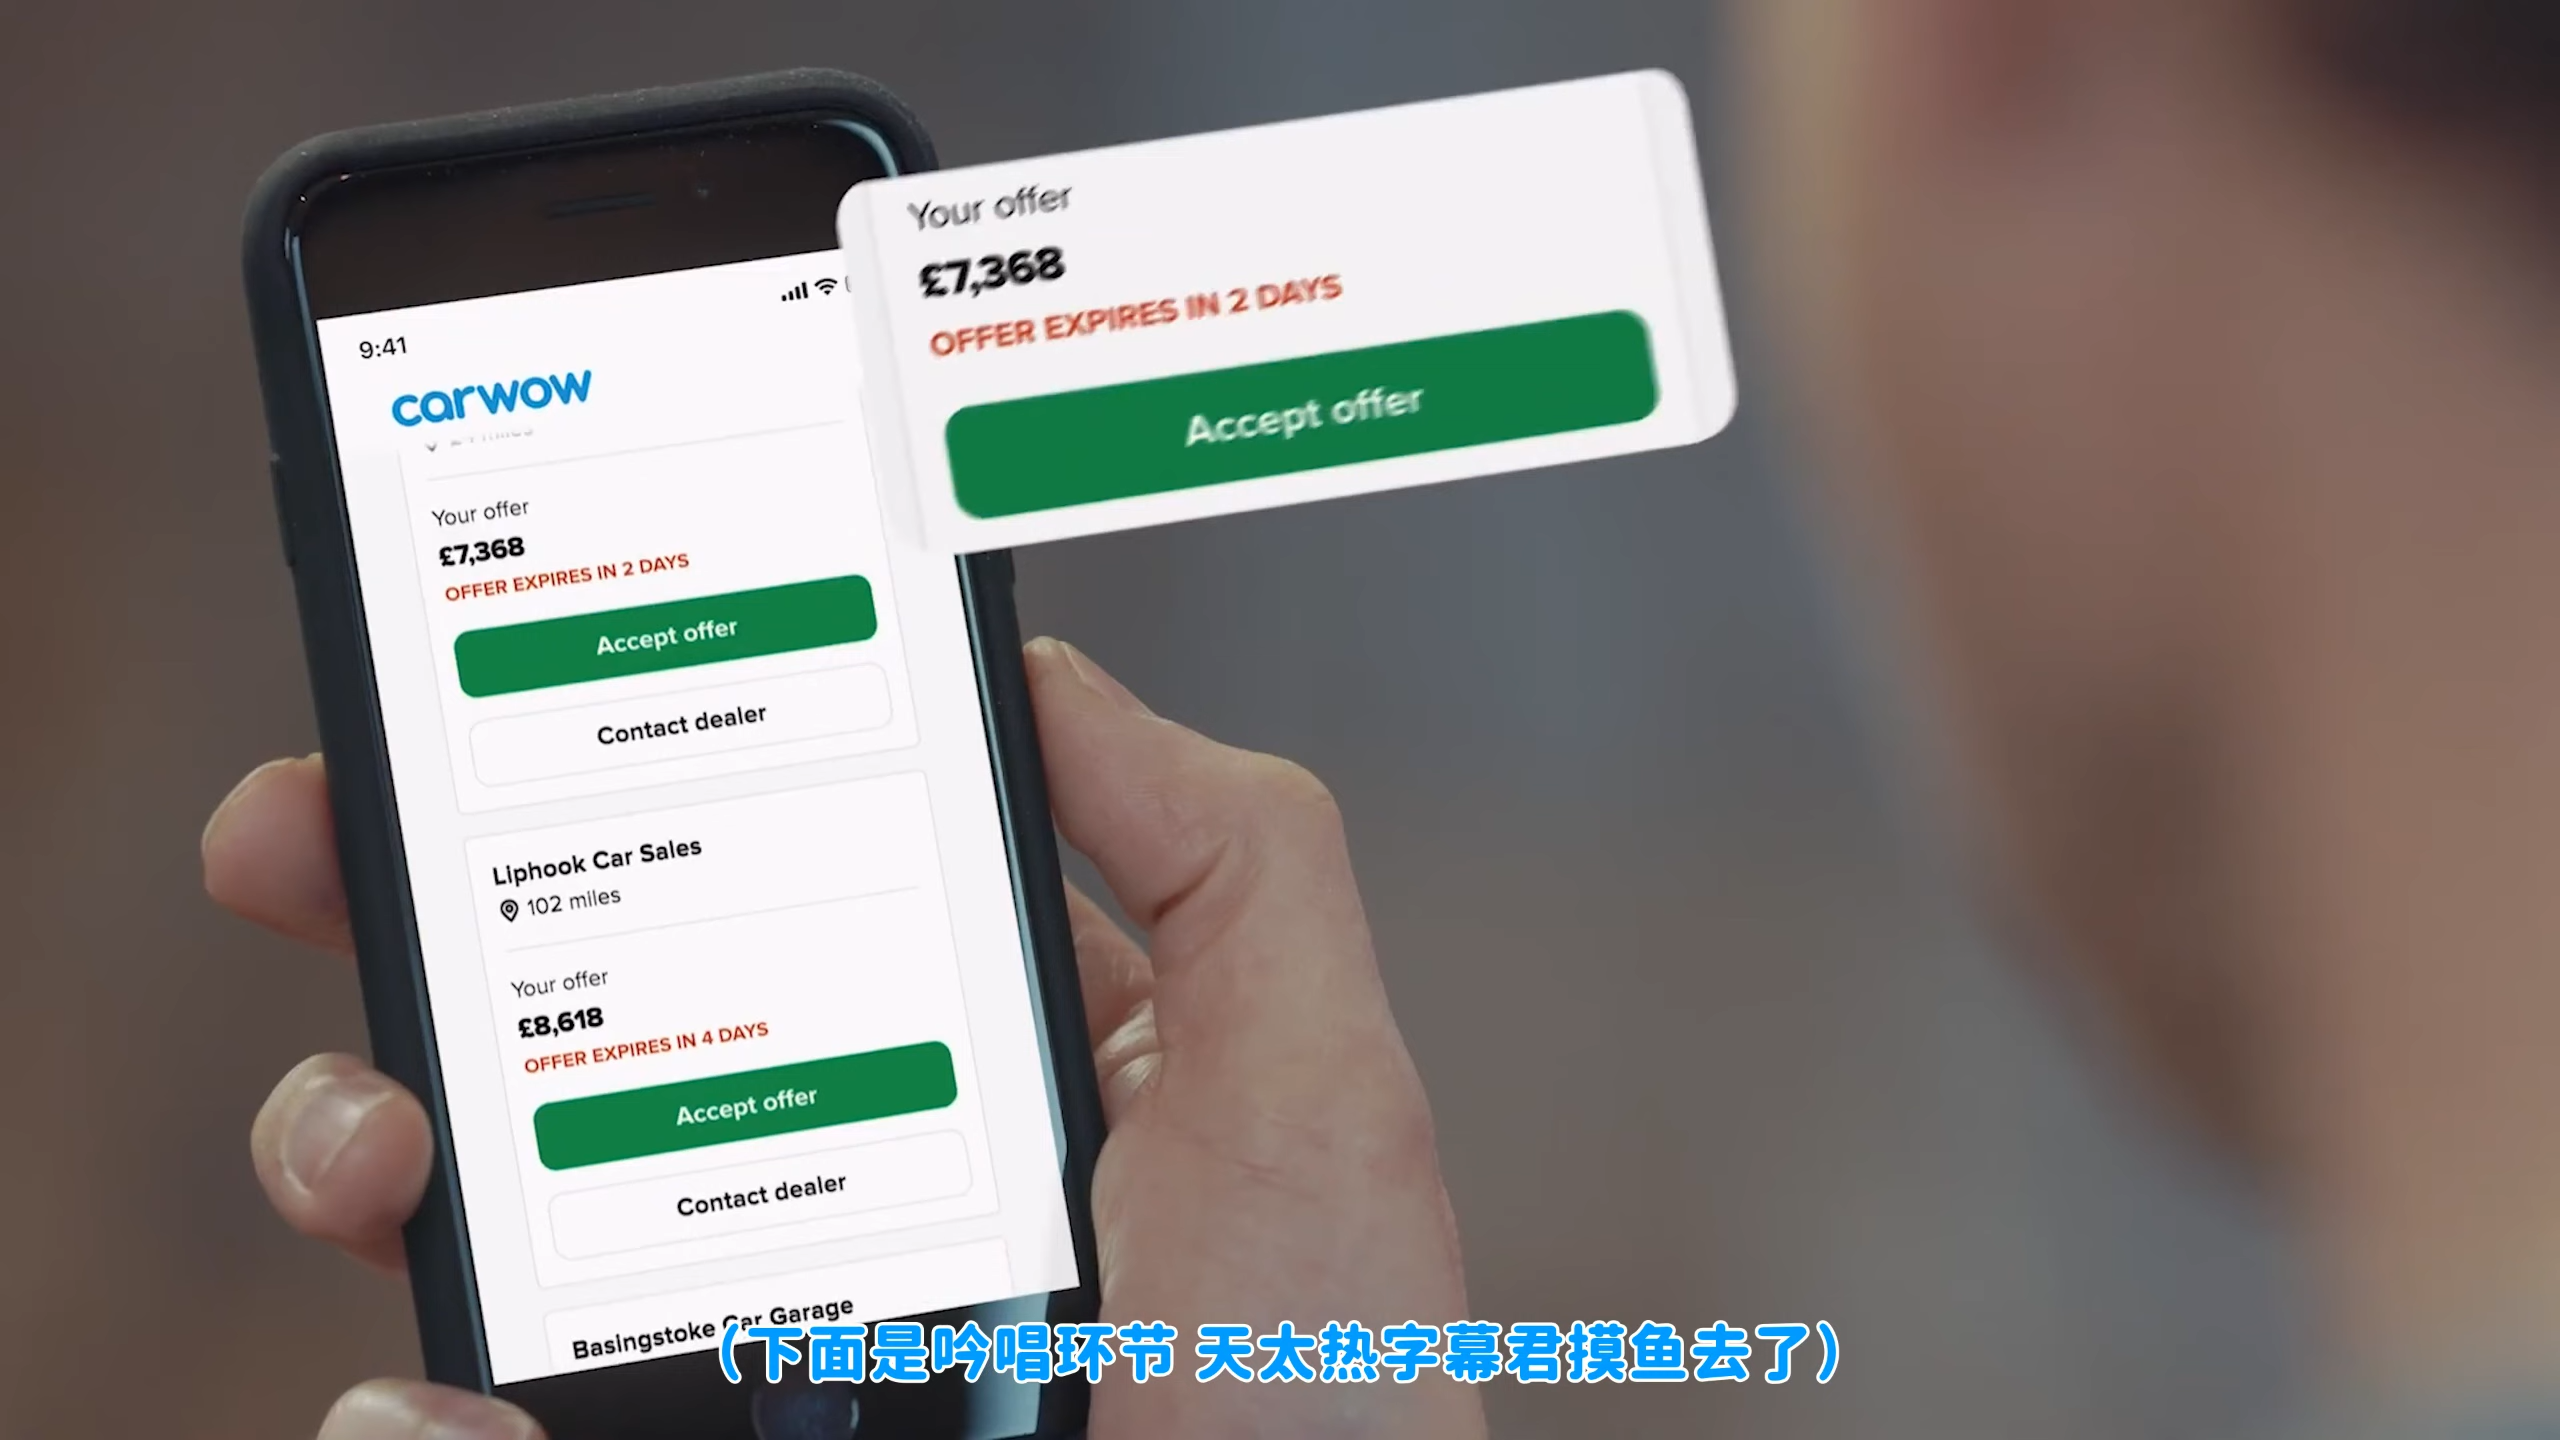 9:41
carwow
Your offer
£7,368
OFFER EXPIRES IN 2 DAYS
Accept offer
Your offer
£7,368
OFFER EXPIRES IN 2 DAYS
Accept offer
Contact dealer
Liphook Car Sales
102 miles
Your offer
£8,618
OFFER EXPIRES IN 4 DAYS
Accept offer
Contact dealer
Basingstoke Car Garage
（下面是吟唱环节 天太热字幕君摸鱼去了）